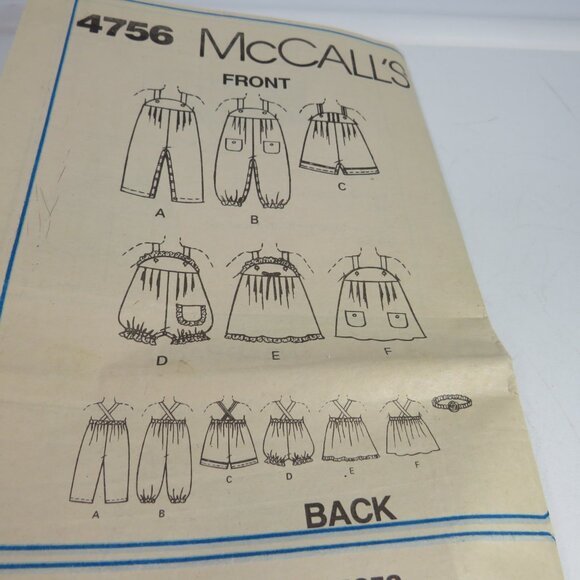 4756 McCALL'S
FRONT
A B C
D E F
A B C D E F
BACK